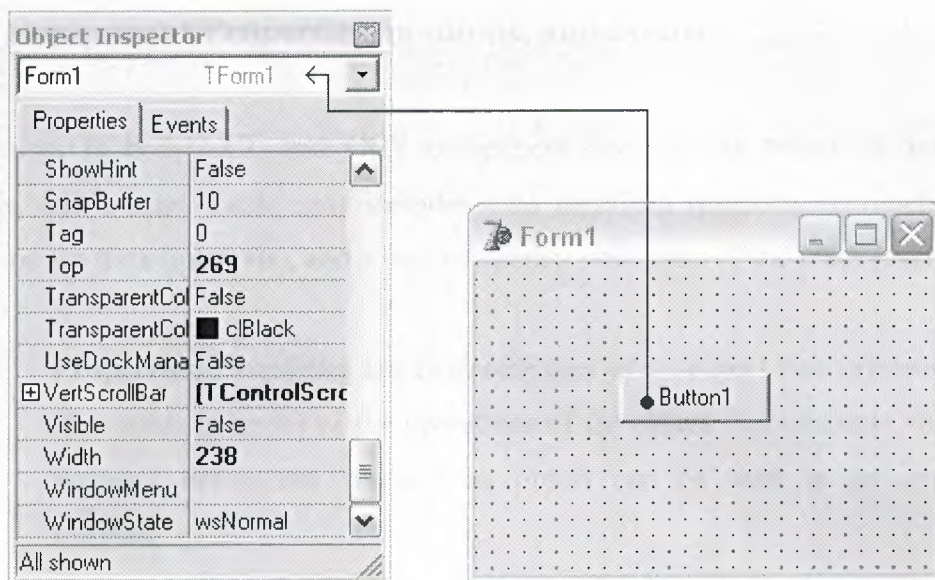 Object Inspector
Form1 TForm1
Properties Events
ShowHint False
SnapBuffer 10
Tag 0
Top 269
TransparentCol False
TransparentCol clBlack
UseDockMana False
VertScrollBar (TControlScrc
Visible False
Width 238
WindowMenu
WindowState wsNormal
All shown
Form1
Button1